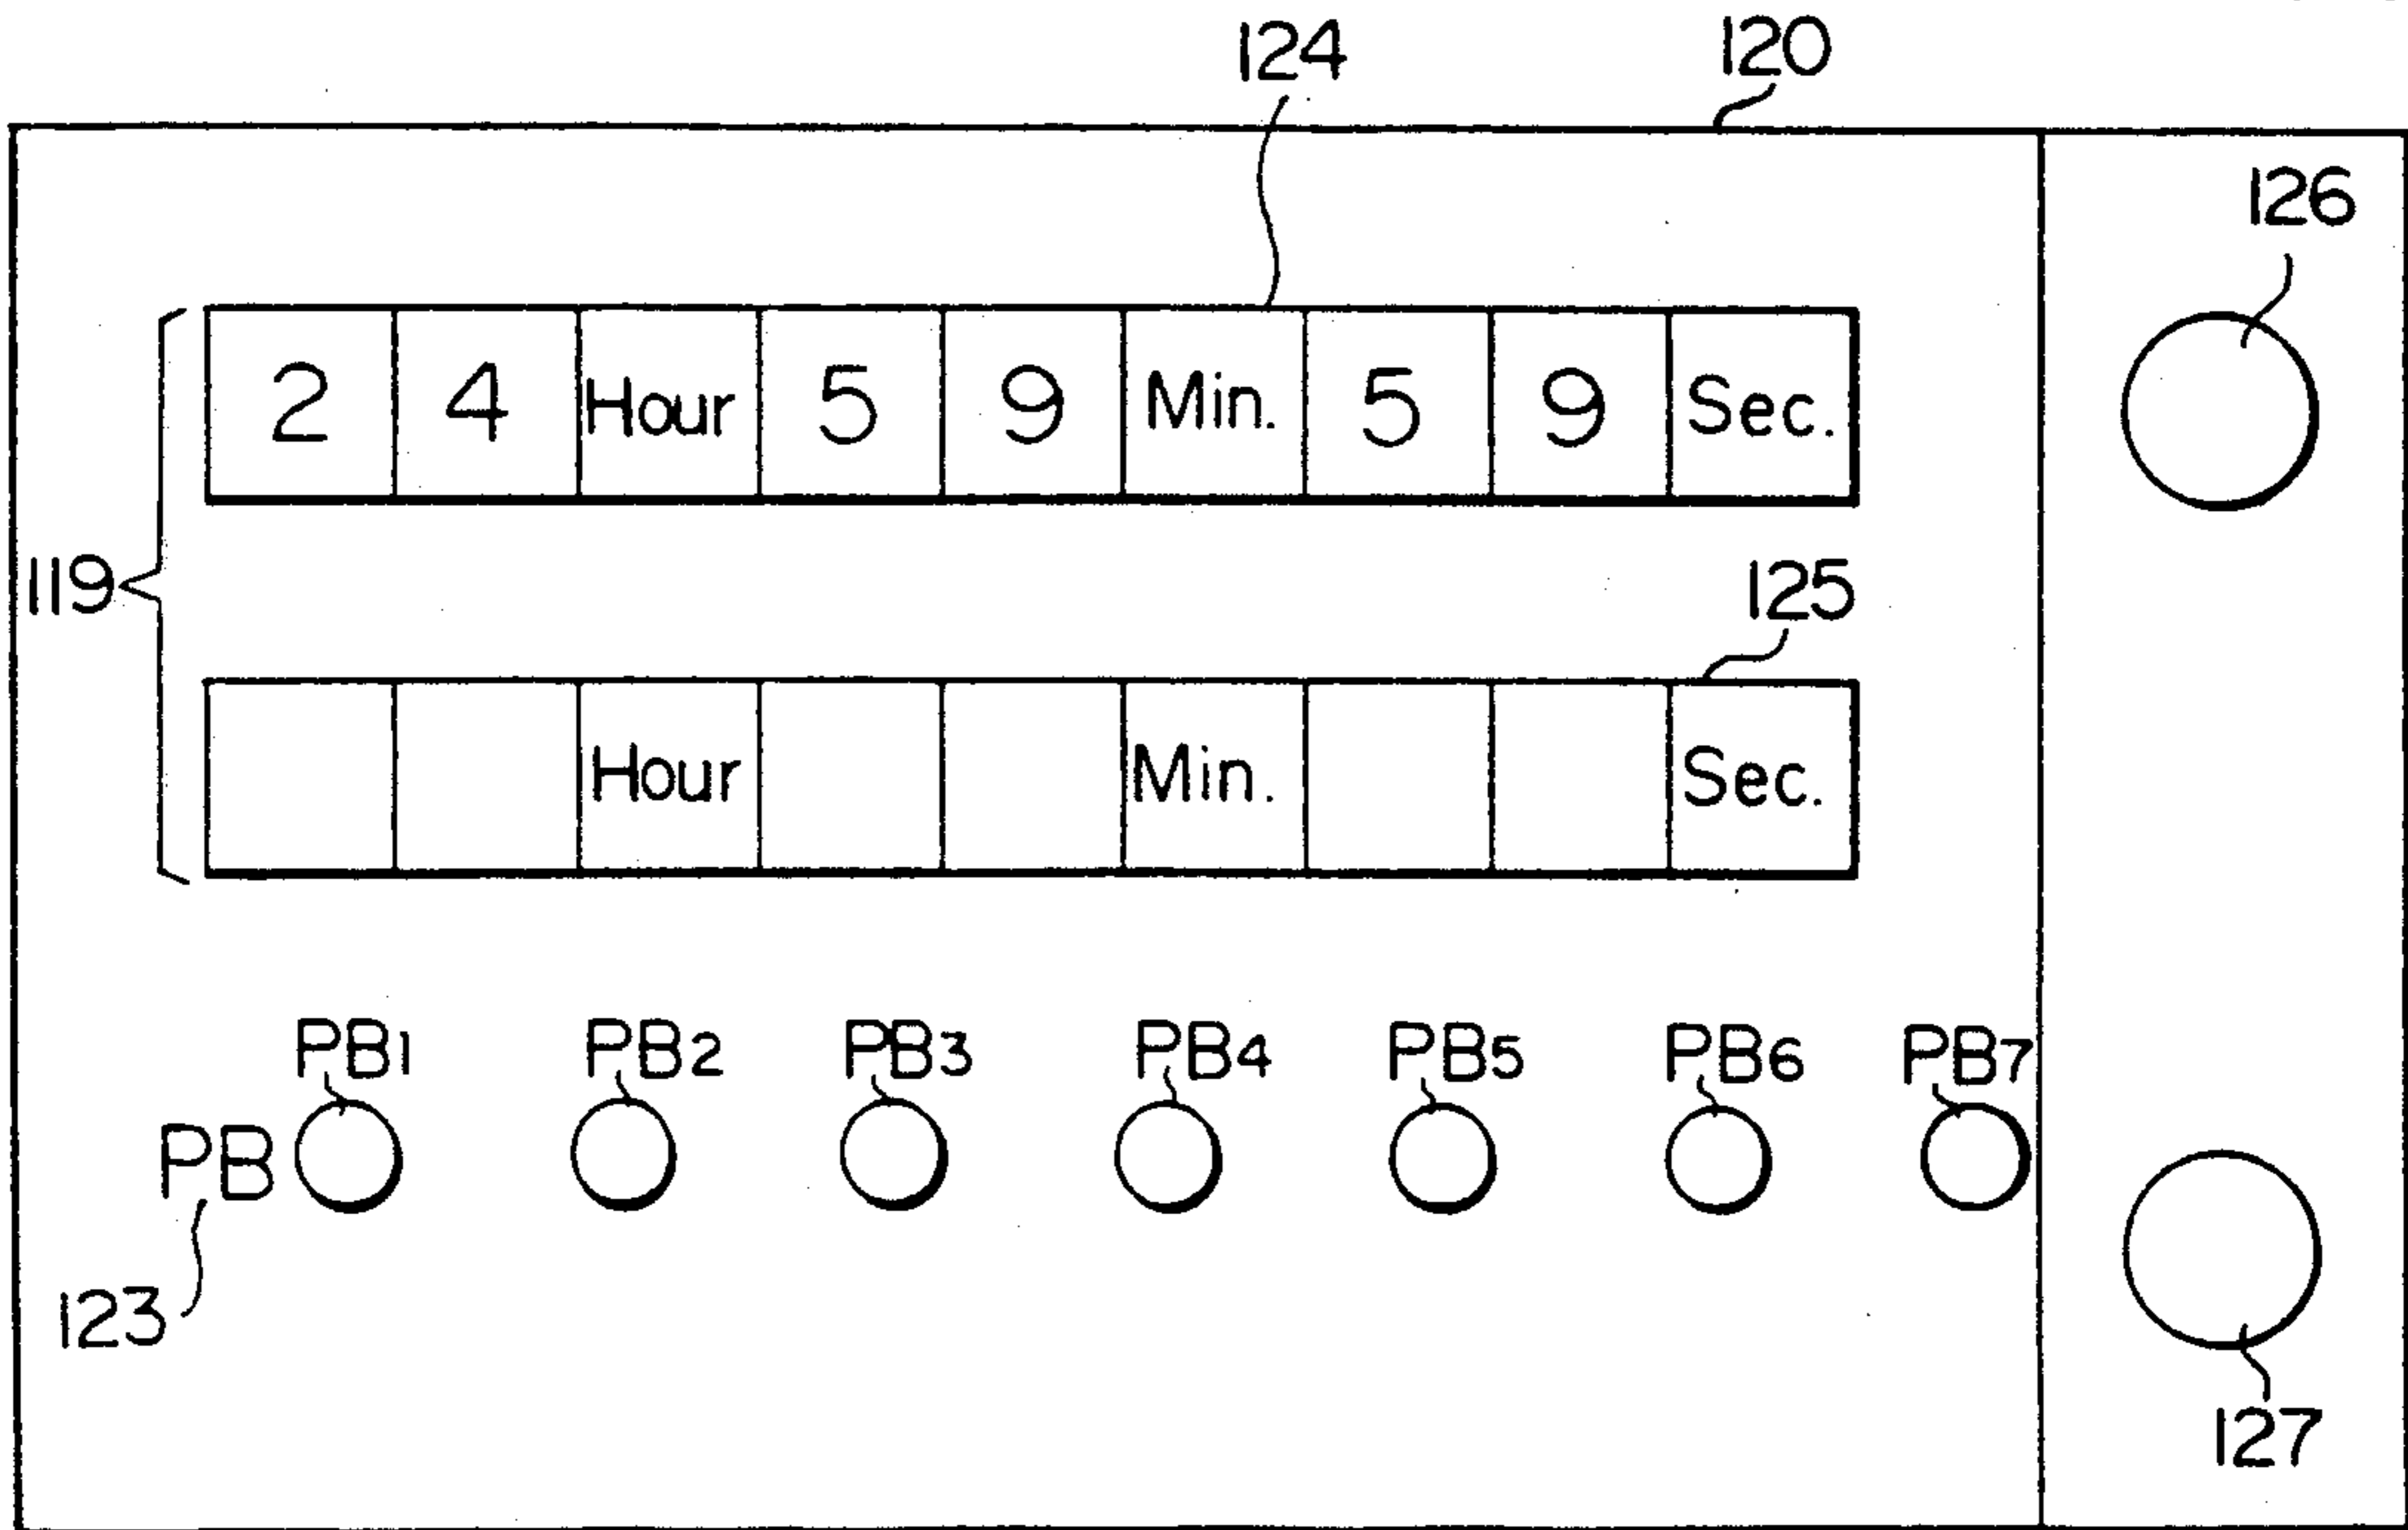 124 120
126
2 4 Hour 5 9 Min. 5 9 Sec.
119
125
Hour Min. Sec.
PB1 PB2 PB3 PB4 PB5 PB6 PB7
PB
123
127